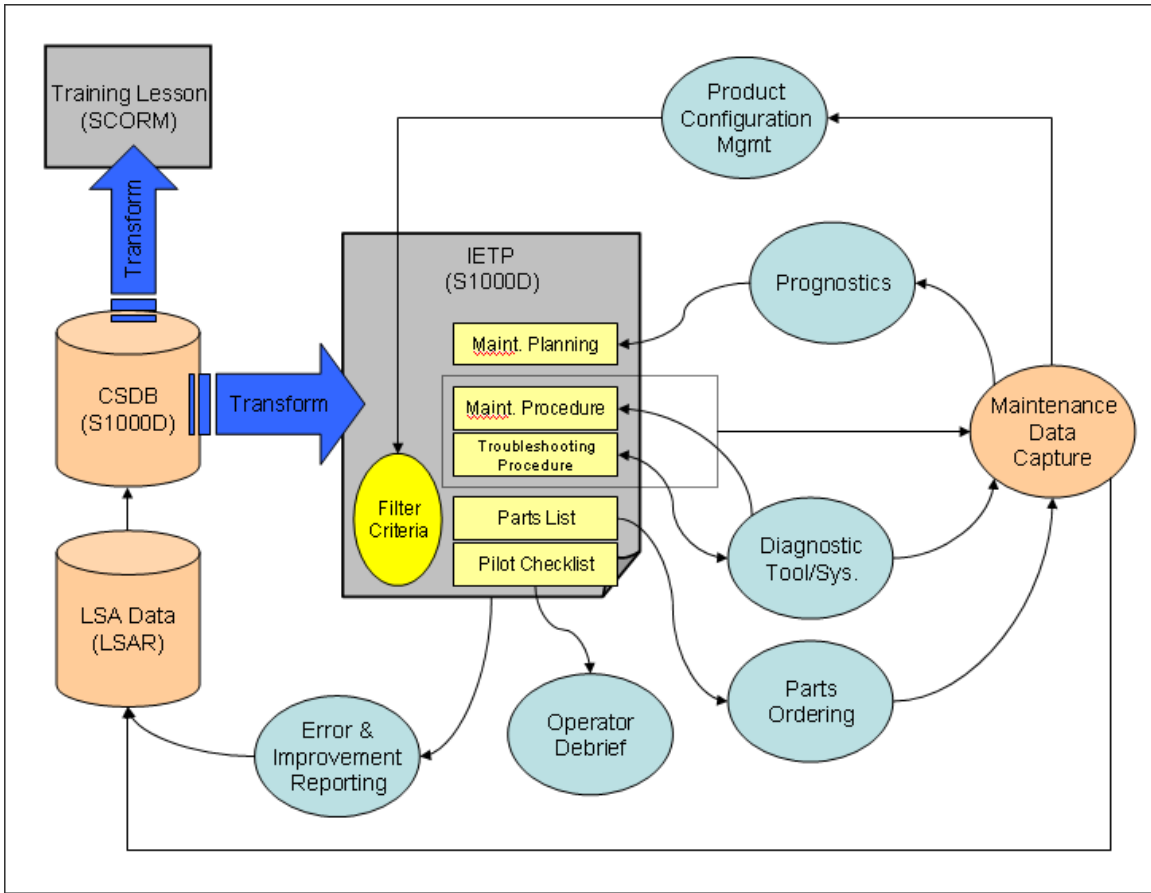 Training Lesson
(SCORM)
Transform
CSDB
(S1000D)
Transform
LSA Data
(LSAR)
IETP
(S1000D)
Maint. Planning
Maint. Procedure
Troubleshooting
Procedure
Parts List
Pilot Checklist
Filter
Criteria
Product
Configuration
Mgmt
Prognostics
Maintenance
Data
Capture
Diagnostic
Tool/Sys.
Parts
Ordering
Operator
Debrief
Error &
Improvement
Reporting